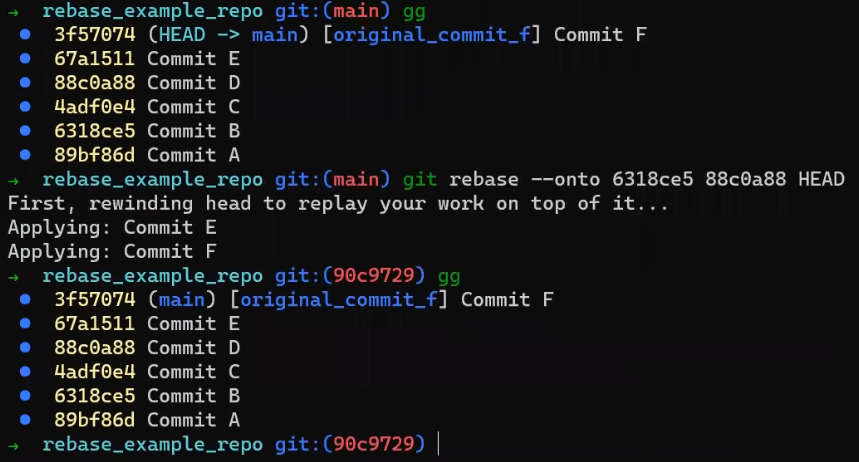 → rebase_example_repo git:(main) gg
● 3f57074 (HEAD -> main) [original_commit_f] Commit F
● 67a1511 Commit E
● 88c0a88 Commit D
● 4adf0e4 Commit C
● 6318ce5 Commit B
● 89bf86d Commit A
→ rebase_example_repo git:(main) git rebase --onto 6318ce5 88c0a88 HEAD
First, rewinding head to replay your work on top of it...
Applying: Commit E
Applying: Commit F
→ rebase_example_repo git:(90c9729) gg
● 3f57074 (main) [original_commit_f] Commit F
● 67a1511 Commit E
● 88c0a88 Commit D
● 4adf0e4 Commit C
● 6318ce5 Commit B
● 89bf86d Commit A
→ rebase_example_repo git:(90c9729)